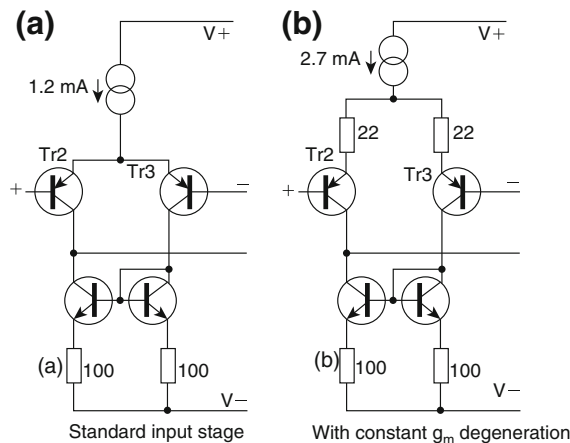 (a)
V+
1.2 mA
Tr2
Tr3
+
–
(a)
100
100
V–
Standard input stage
(b)
V+
2.7 mA
22
22
Tr2
Tr3
+
–
(b)
100
100
V–
With constant gm degeneration